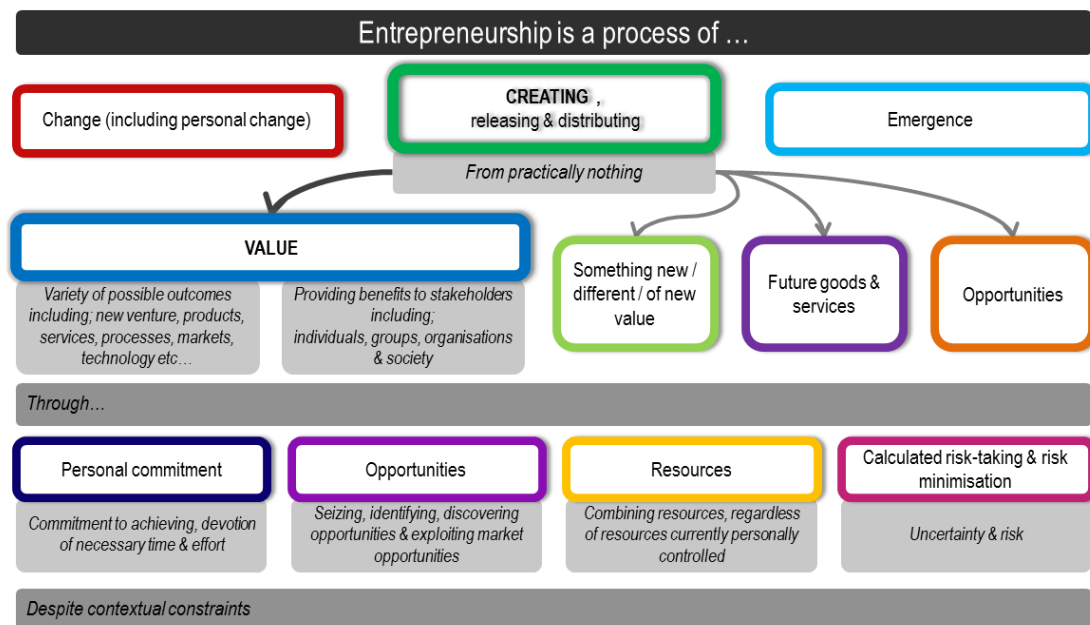 Entrepreneurship is a process of …
Change (including personal change)
CREATING ,
releasing & distributing
Emergence
From practically nothing
VALUE
Variety of possible outcomes
including; new venture, products,
services, processes, markets,
technology etc…
Providing benefits to stakeholders
including;
individuals, groups, organisations
& society
Something new /
different / of new
value
Future goods &
services
Opportunities
Through…
Personal commitment
Commitment to achieving, devotion
of necessary time & effort
Opportunities
Seizing, identifying, discovering
opportunities & exploiting market
opportunities
Resources
Combining resources, regardless
of resources currently personally
controlled
Calculated risk-taking & risk
minimisation
Uncertainty & risk
Despite contextual constraints